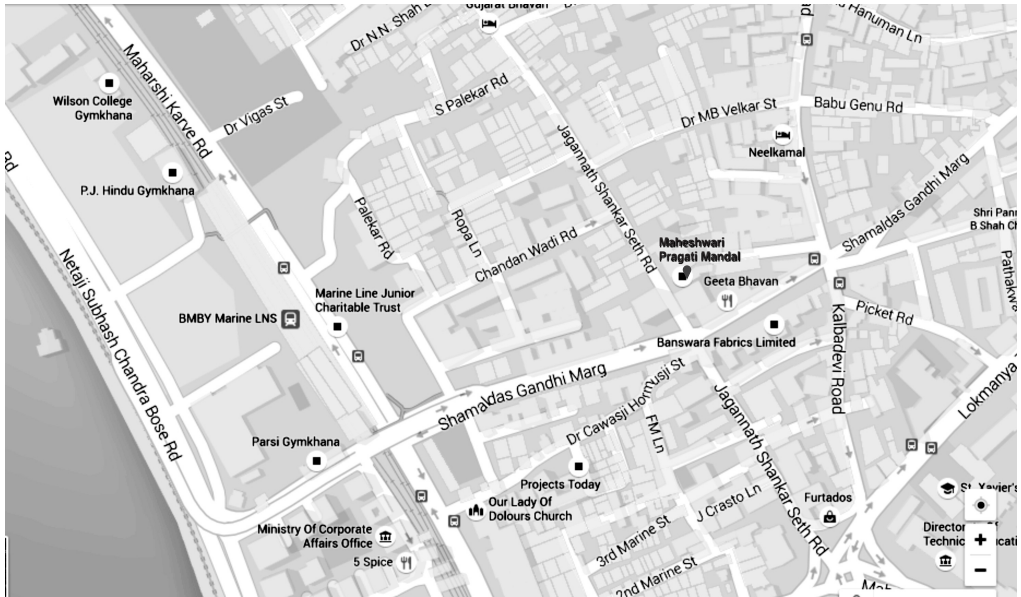 Gujarat Bhavan
Dr N.N. Shah
Hanuman Ln
Maharshi Karve Rd
Wilson College
Gymkhana
Dr Vigas St
S Palekar Rd
Dr MB Velkar St
Babu Genu Rd
Neelkamal
Jagannath Shankar Seth Rd
P.J. Hindu Gymkhana
Palekar Rd
Ropa Ln
Chandan Wadi Rd
Maheshwari
Pragati Mandal
Shamaldas Gandhi Marg
Shri Pann
B Shah Ch
Pathakwa
Geeta Bhavan
Netaji Subhash Chandra Bose Rd
BMBY Marine LNS
Marine Line Junior
Charitable Trust
Banswara Fabrics Limited
Picket Rd
Kalbadevi Road
Lokmanya
Shamaldas Gandhi Marg
Dr Cawasji Hormusji St
FM Ln
Jagannath Shankar Seth Rd
Parsi Gymkhana
Projects Today
Our Lady Of
Dolours Church
J Crasto Ln
Furtados
St. Xavier's
Ministry Of Corporate
Affairs Office
5 Spice
3rd Marine St
2nd Marine St
+
−